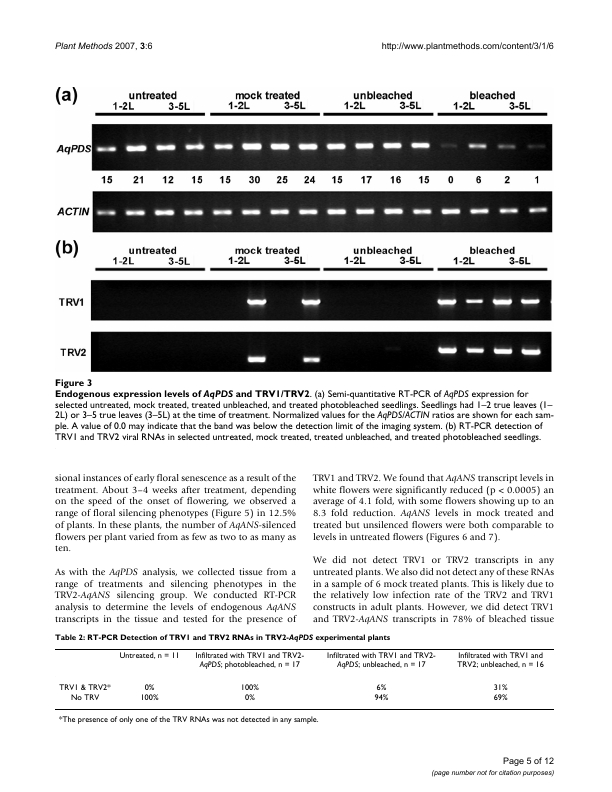 Plant Methods 2007, 3:6
http://www.plantmethods.com/content/3/1/6
(a)
untreated mock treated unbleached bleached
1-2L 3-5L 1-2L 3-5L 1-2L 3-5L 1-2L 3-5L
AqPDS
15 21 12 15 15 30 25 24 15 17 16 15 0 6 2 1
ACTIN
(b)
untreated mock treated unbleached bleached
1-2L 3-5L 1-2L 3-5L 1-2L 3-5L 1-2L 3-5L
TRV1
TRV2
Figure 3
Endogenous expression levels of AqPDS and TRV1/TRV2. (a) Semi-quantitative RT-PCR of AqPDS expression for
selected untreated, mock treated, treated unbleached, and treated photobleached seedlings. Seedlings had 1–2 true leaves (1–
2L) or 3–5 true leaves (3–5L) at the time of treatment. Normalized values for the AqPDS/ACTIN ratios are shown for each sam-
ple. A value of 0.0 may indicate that the band was below the detection limit of the imaging system. (b) RT-PCR detection of
TRV1 and TRV2 viral RNAs in selected untreated, mock treated, treated unbleached, and treated photobleached seedlings.
sional instances of early floral senescence as a result of the
treatment. About 3–4 weeks after treatment, depending
on the speed of the onset of flowering, we observed a
range of floral silencing phenotypes (Figure 5) in 12.5%
of plants. In these plants, the number of AqANS-silenced
flowers per plant varied from as few as two to as many as
ten.
As with the AqPDS analysis, we collected tissue from a
range of treatments and silencing phenotypes in the
TRV2-AqANS silencing group. We conducted RT-PCR
analysis to determine the levels of endogenous AqANS
transcripts in the tissue and tested for the presence of
TRV1 and TRV2. We found that AqANS transcript levels in
white flowers were significantly reduced (p < 0.0005) an
average of 4.1 fold, with some flowers showing up to an
8.3 fold reduction. AqANS levels in mock treated and
treated but unsilenced flowers were both comparable to
levels in untreated flowers (Figures 6 and 7).
We did not detect TRV1 or TRV2 transcripts in any
untreated plants. We also did not detect any of these RNAs
in a sample of 6 mock treated plants. This is likely due to
the relatively low infection rate of the TRV2 and TRV1
constructs in adult plants. However, we did detect TRV1
and TRV2-AqANS transcripts in 78% of bleached tissue
Table 2: RT-PCR Detection of TRV1 and TRV2 RNAs in TRV2-AqPDS experimental plants
Untreated, n = 11 Infiltrated with TRV1 and TRV2- Infiltrated with TRV1 and TRV2- Infiltrated with TRV1 and
AqPDS; photobleached, n = 17 AqPDS; unbleached, n = 17 TRV2; unbleached, n = 16
TRV1 & TRV2* 0% 100% 6% 31%
No TRV 100% 0% 94% 69%
*The presence of only one of the TRV RNAs was not detected in any sample.
Page 5 of 12
(page number not for citation purposes)